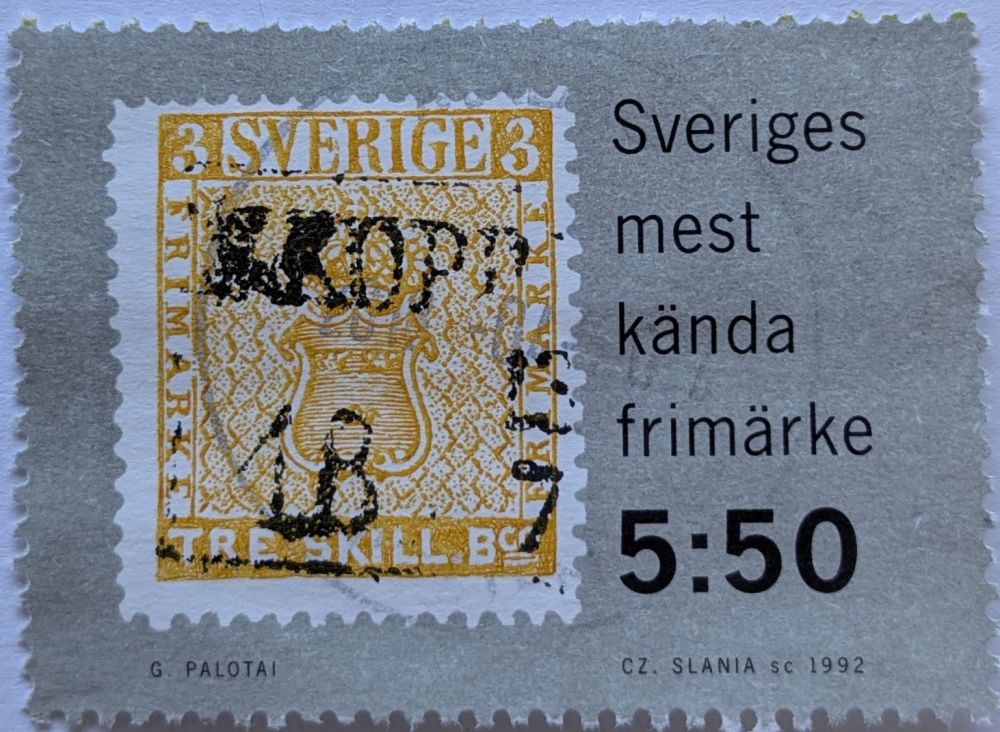 3 SVERIGE 3
FRIMARKE
FRIMARKE
KOPP
TRE SKILL. Bco
Sveriges
mest
kända
frimärke
5:50
G. PALOTAI
CZ. SLANIA sc 1992